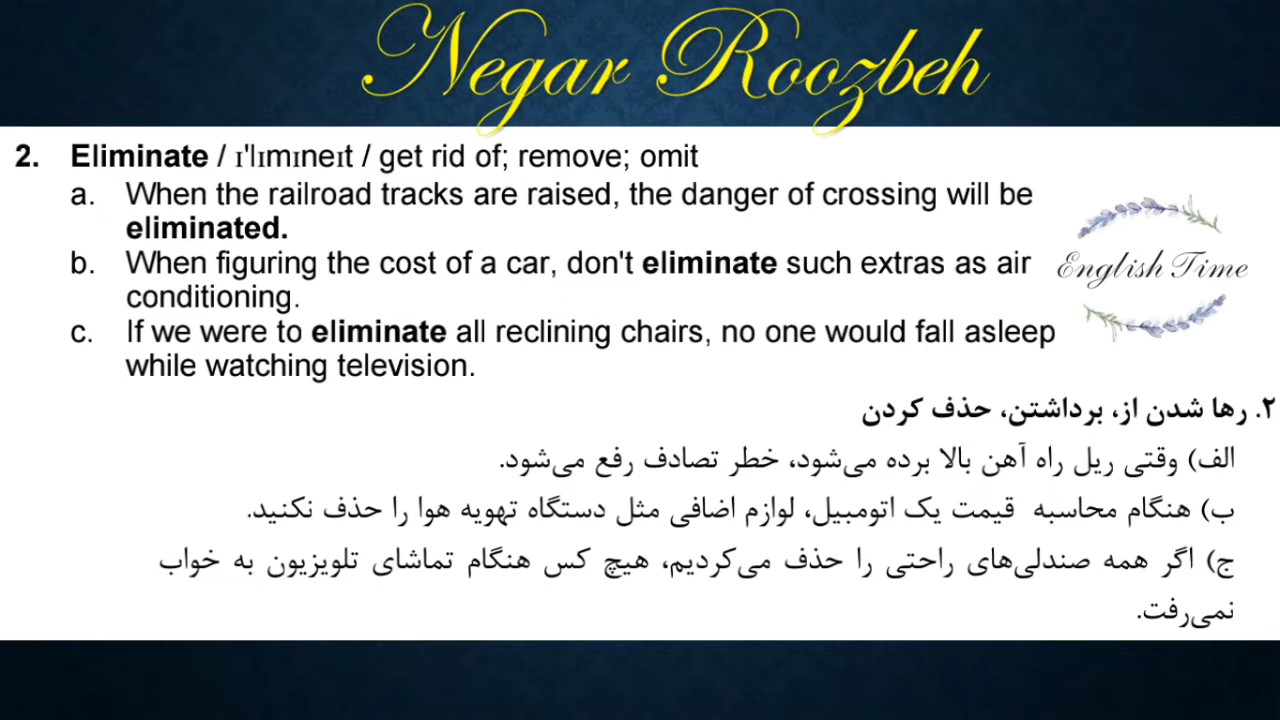 Negar Roozbeh
2. Eliminate / ɪ'lɪmɪneɪt / get rid of; remove; omit
a. When the railroad tracks are raised, the danger of crossing will be
eliminated.
b. When figuring the cost of a car, don't eliminate such extras as air
conditioning.
c. If we were to eliminate all reclining chairs, no one would fall asleep
while watching television.
English Time
۲. رها شدن از، برداشتن، حذف کردن
الف) وقتی ریل راه آهن بالا برده می‌شود، خطر تصادف رفع می‌شود.
ب) هنگام محاسبه قیمت یک اتومبیل، لوازم اضافی مثل دستگاه تهویه هوا را حذف نکنید.
ج) اگر همه صندلی‌های راحتی را حذف می‌کردیم، هیچ کس هنگام تماشای تلویزیون به خواب
نمی‌رفت.